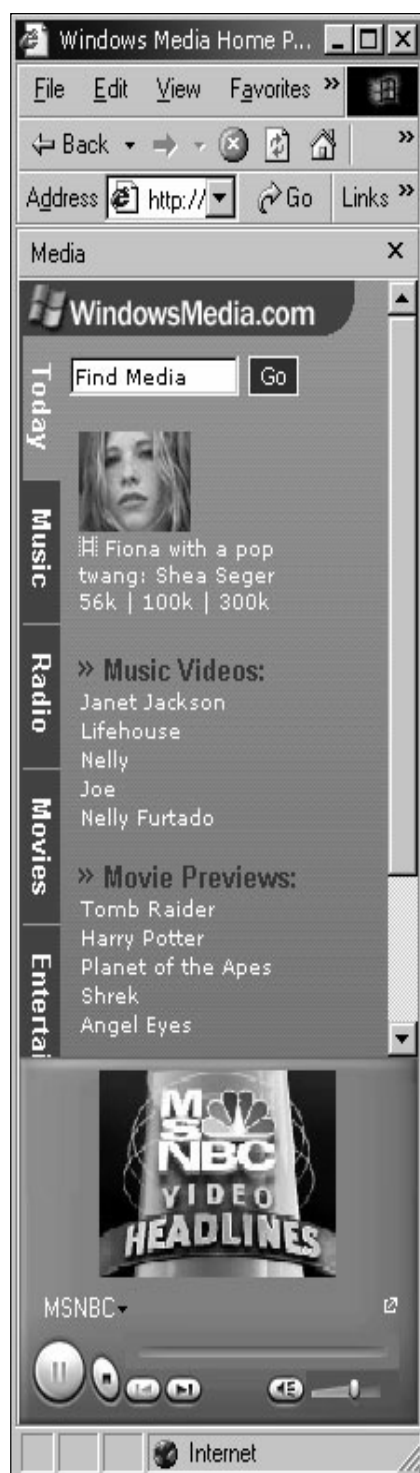 Windows Media Home P...
File Edit View Favorites »
Back »
Address http:// Go Links »
Media
WindowsMedia.com
Find Media Go
Today
Fiona with a pop
twang: Shea Seger
56k | 100k | 300k
Music
» Music Videos:
Janet Jackson
Lifehouse
Nelly
Joe
Nelly Furtado
Radio
Movies
» Movie Previews:
Tomb Raider
Harry Potter
Planet of the Apes
Shrek
Angel Eyes
Entertai
MSNBC
VIDEO
HEADLINES
MSNBC
Internet